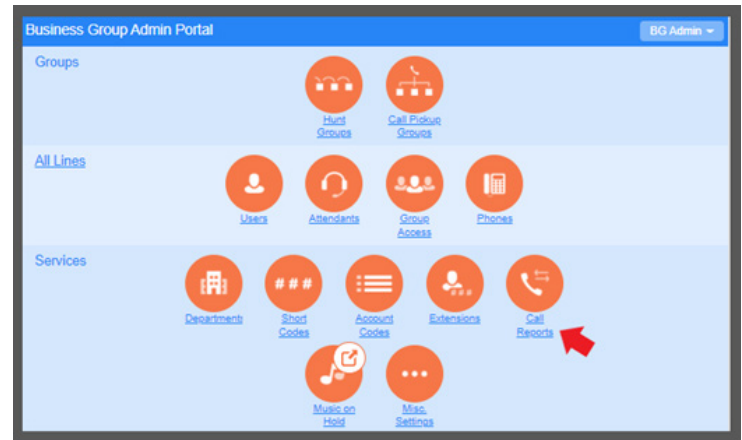 Business Group Admin Portal
BG Admin
Groups
Hunt
Groups
Call Pickup
Groups
All Lines
Users
Attendants
Group
Access
Phones
Services
###
###
Departments
Short
Codes
Account
Codes
Extensions
Call
Reports
Music on
Hold
Misc.
Settings